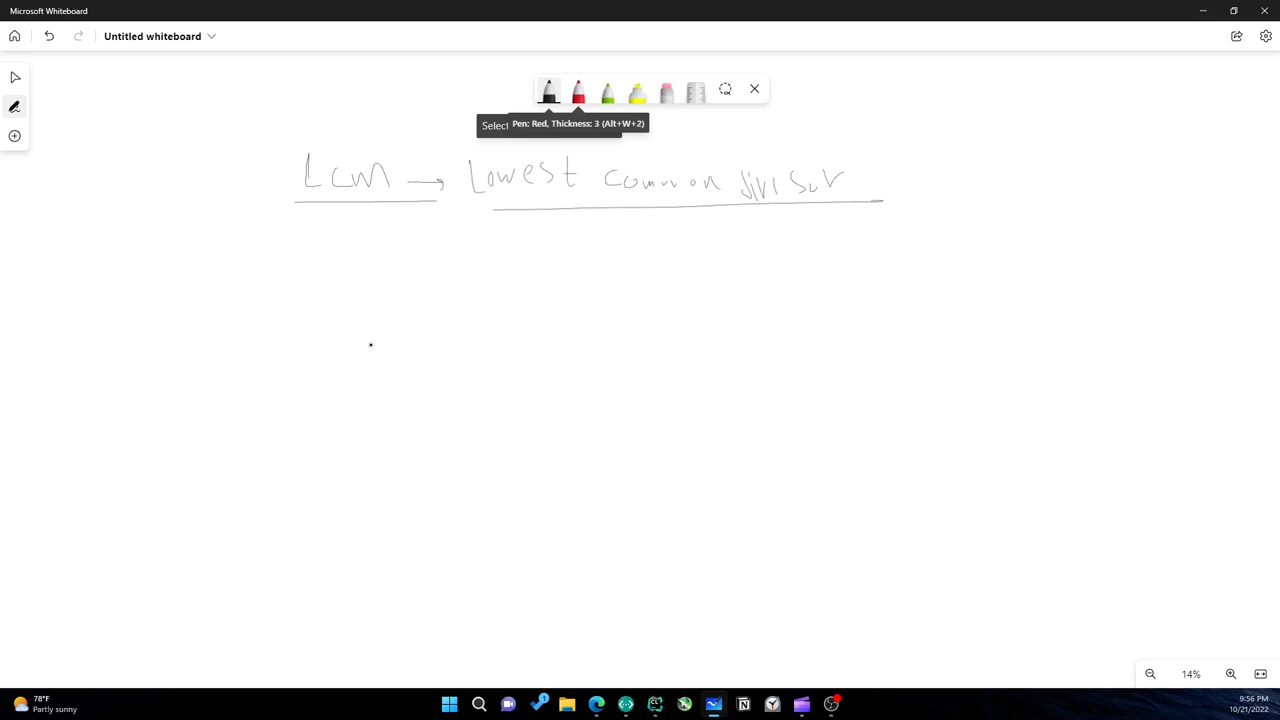 Microsoft Whiteboard
Untitled whiteboard
Select
Pen: Red, Thickness: 3 (Alt+W+2)
Lcm → Lowest common divisor
14%
78°F
Partly sunny
1
N
9:56 PM
10/21/2022